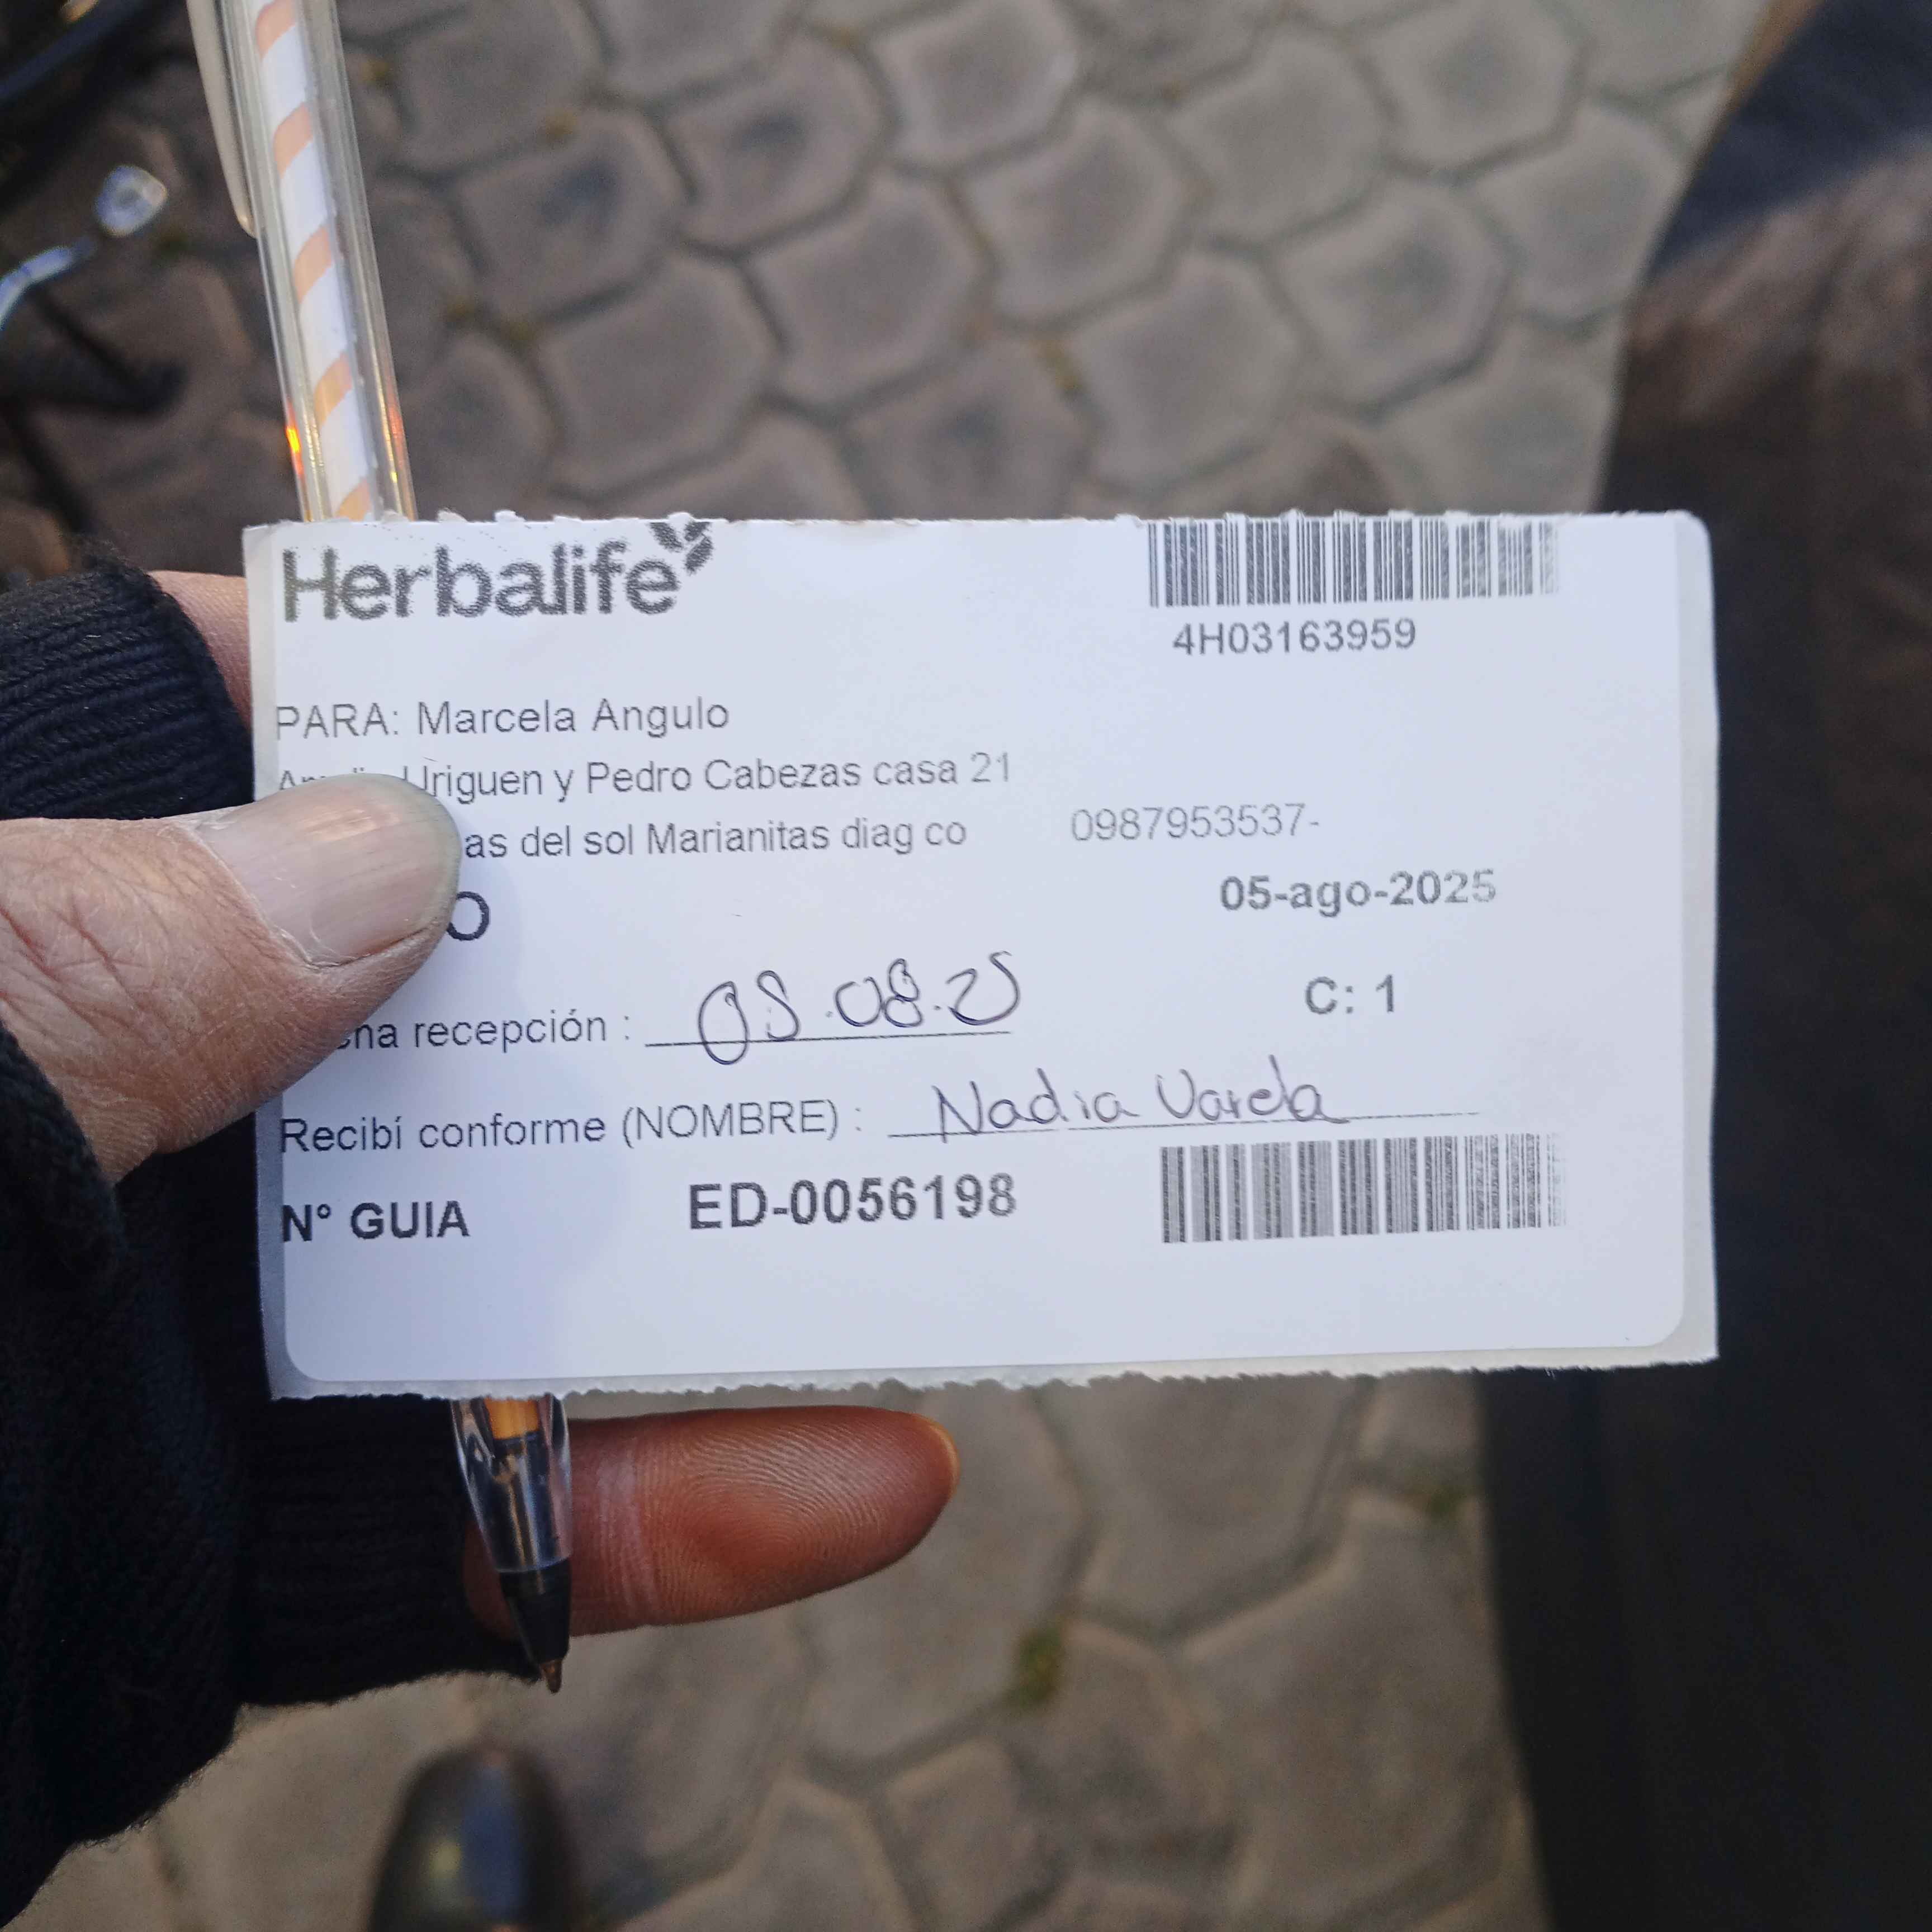 Herbalife
4H03163959
PARA: Marcela Angulo
Uriguen y Pedro Cabezas casa 21
as del sol Marianitas diag co 0987953537-
05-ago-2025
O
recepción : 05.08.25
C: 1
Recibí conforme (NOMBRE) : Nadia Varela
N° GUIA ED-0056198